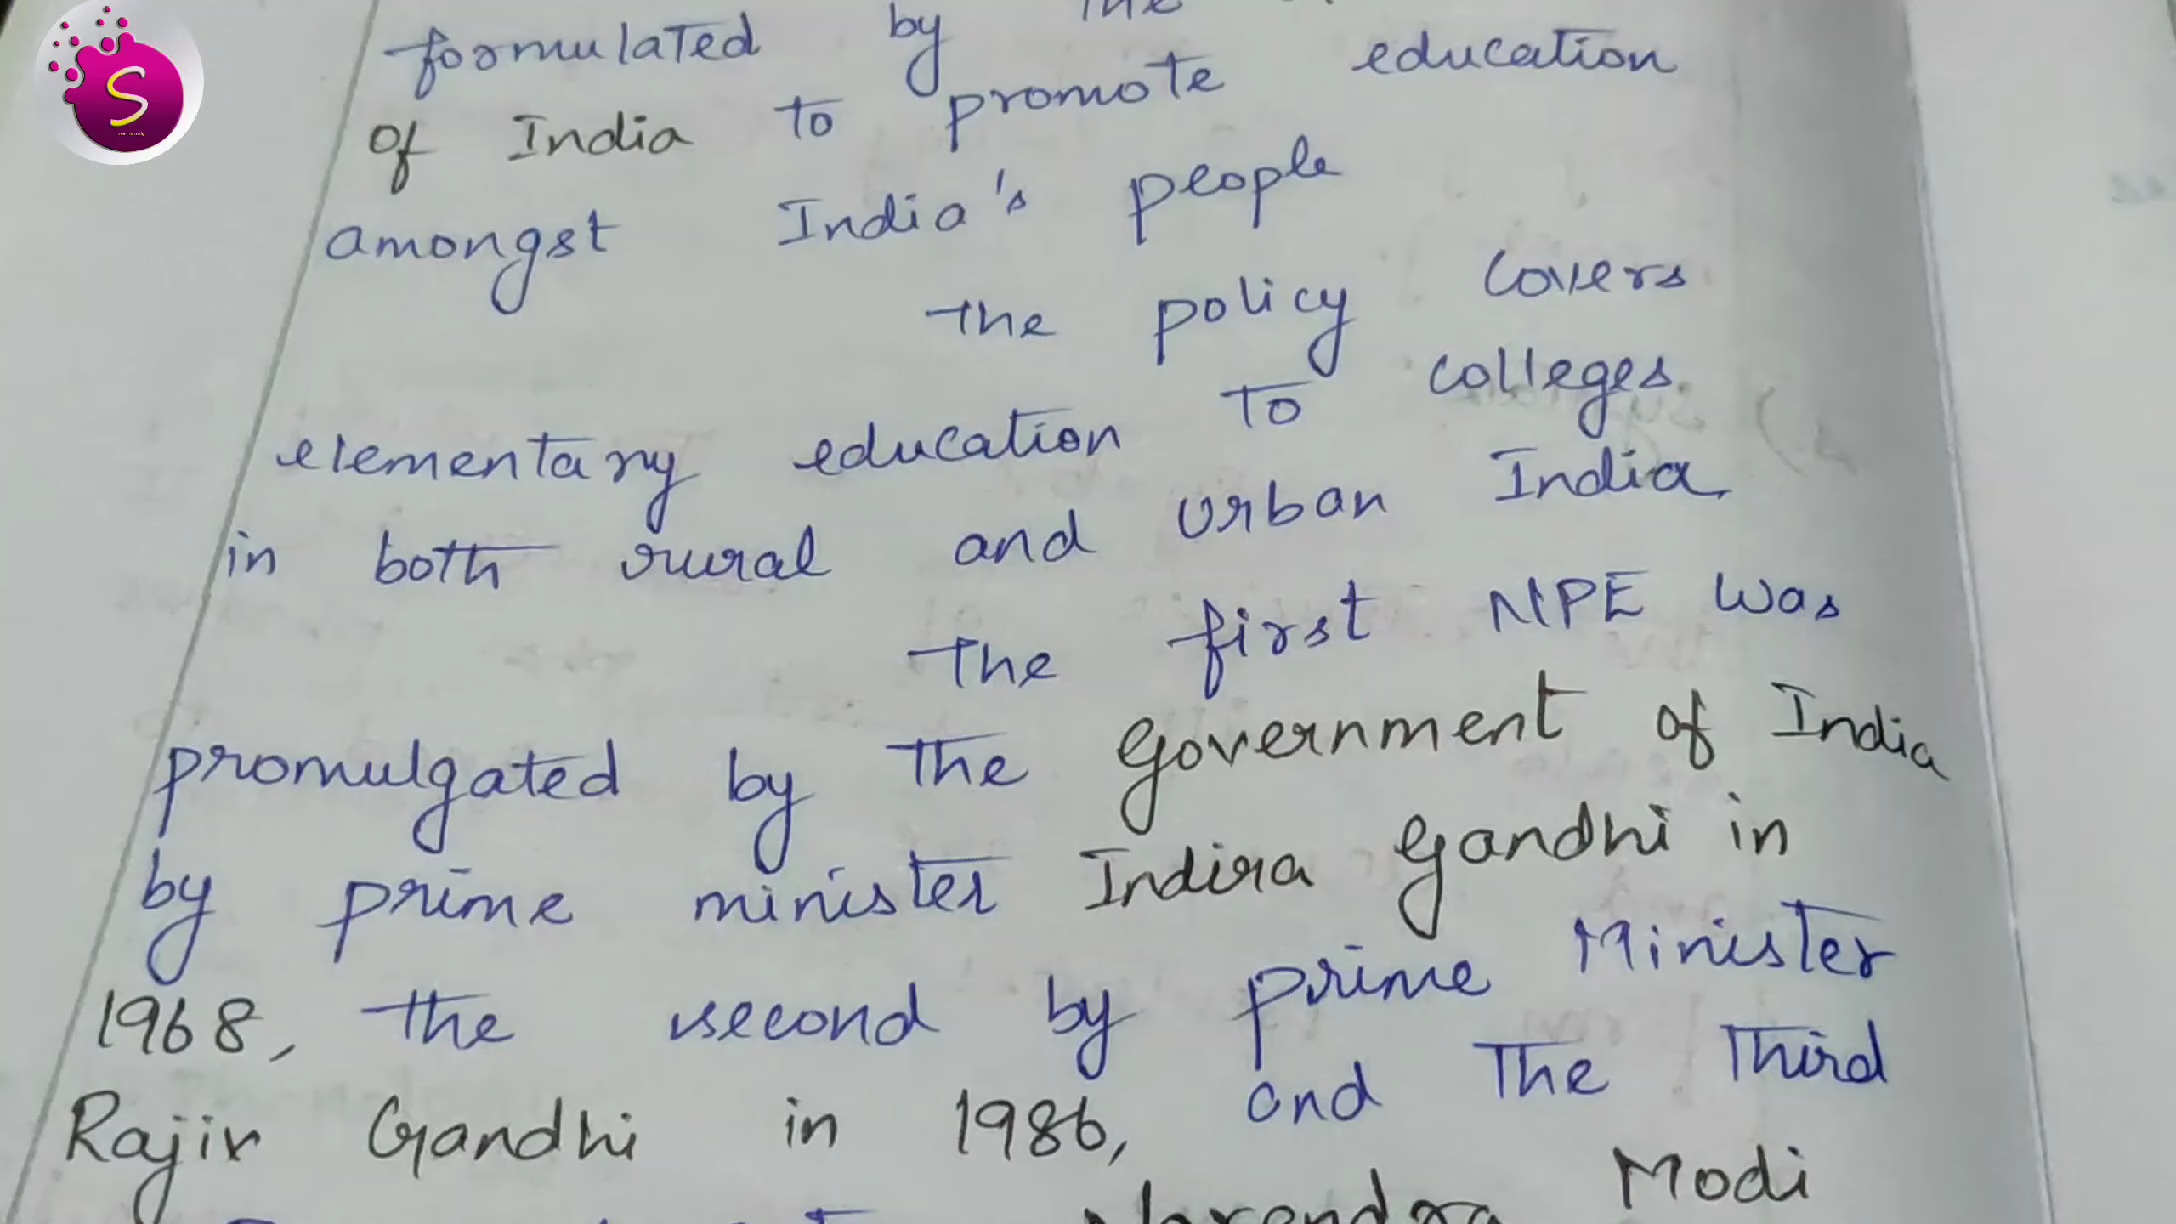 S
formulated by the
of India to promote education
amongst India's people
the policy covers
elementary education to colleges
in both rural and urban India.
The first NPE was
promulgated by the Government of India
by prime minister Indira Gandhi in
1968, the second by prime Minister
Rajiv Gandhi in 1986, and The Third
Narendra Modi